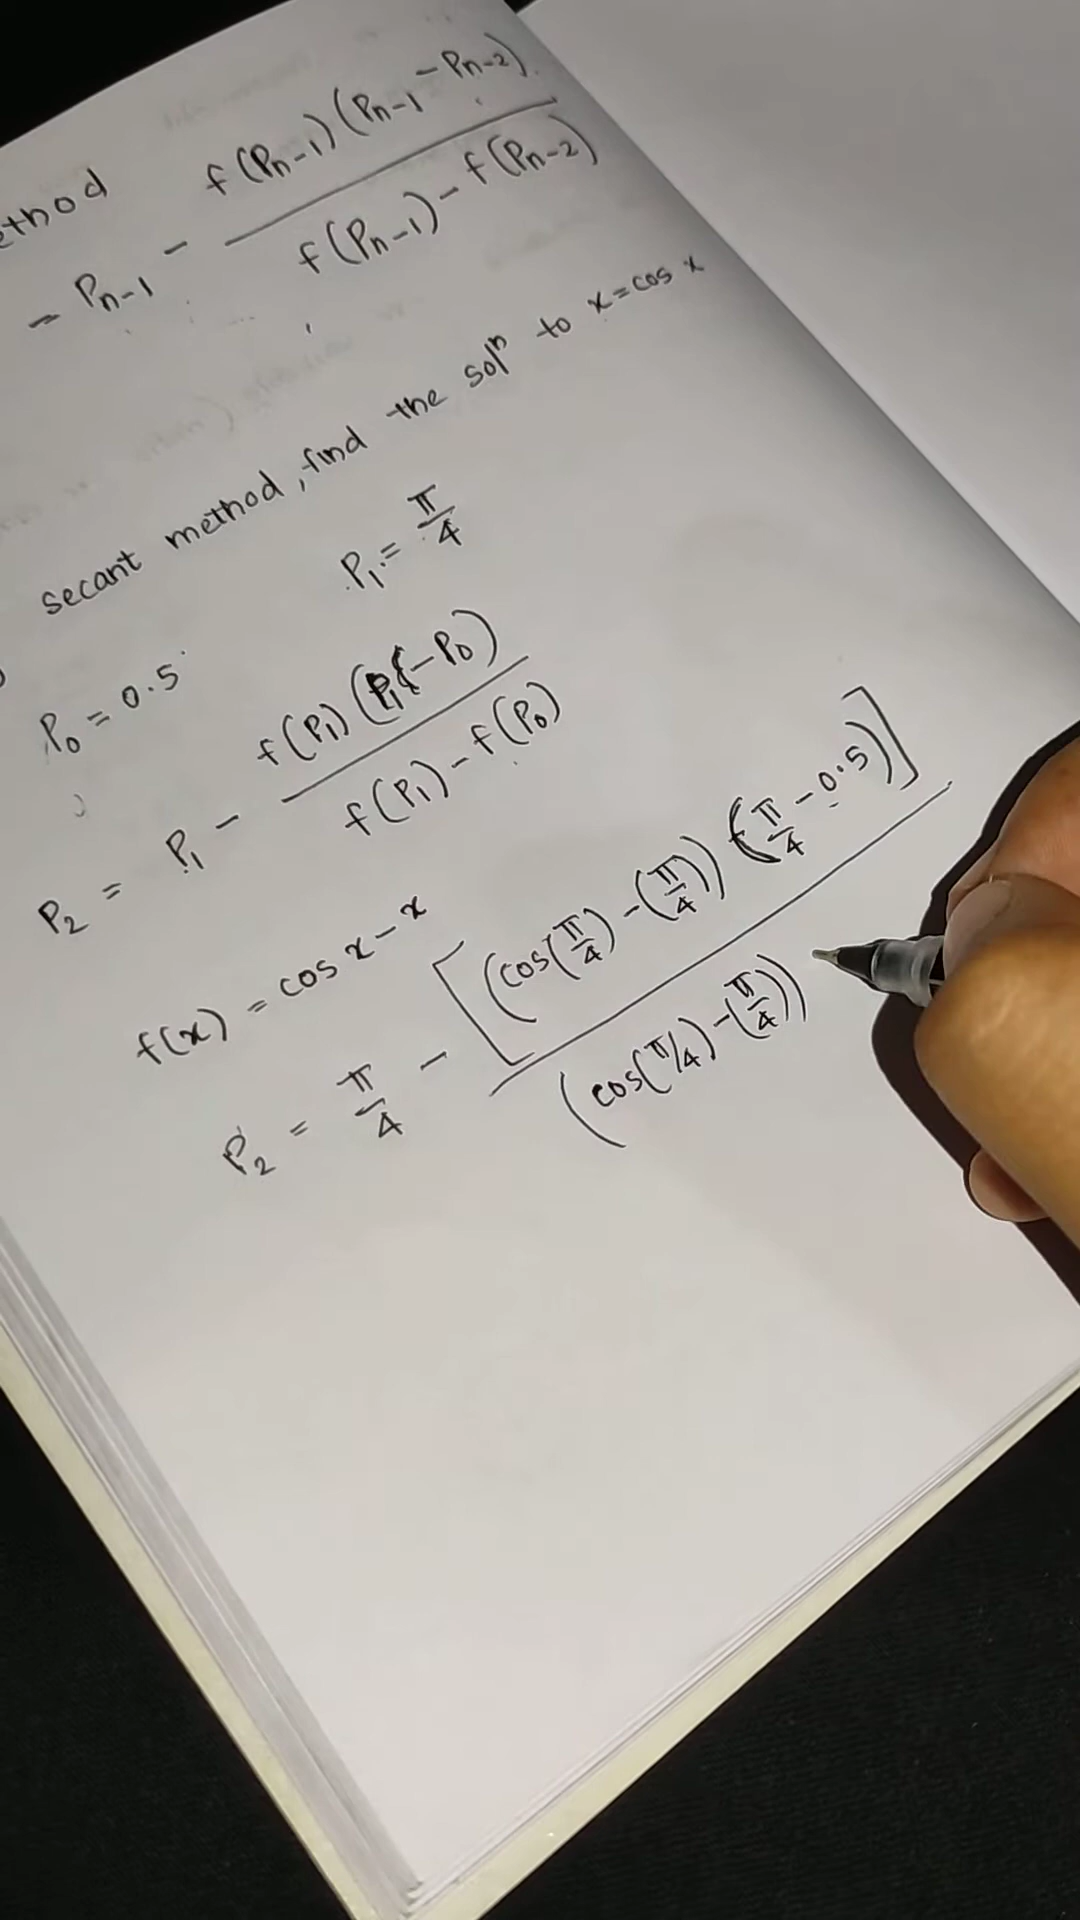 f(Pn-1)(Pn-1 - Pn-2)
= Pn-1 - ―――――――――
f(Pn-1) - f(Pn-2)
secant method, find the solⁿ to x = cos x
P₀ = 0.5 P₁ = π/4
f(P₁)(P₁ - P₀)
P₂ = P₁ - ―――――――――
f(P₁) - f(P₀)
f(x) = cos x - x
[(cos(π/4) - (π/4)) (π/4 - 0.5)]
P₂ = π/4 - ―――――――――
(cos(π/4) - (π/4))